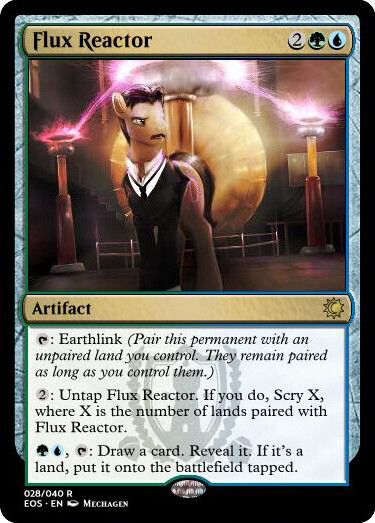 Flux Reactor 2
Artifact
: Earthlink (Pair this permanent with an
unpaired land you control. They remain paired
as long as you control them.)
2: Untap Flux Reactor. If you do, Scry X,
where X is the number of lands paired with
Flux Reactor.
, : Draw a card. Reveal it. If it's a
land, put it onto the battlefield tapped.
028/040 R
EOS · EN Mechagen